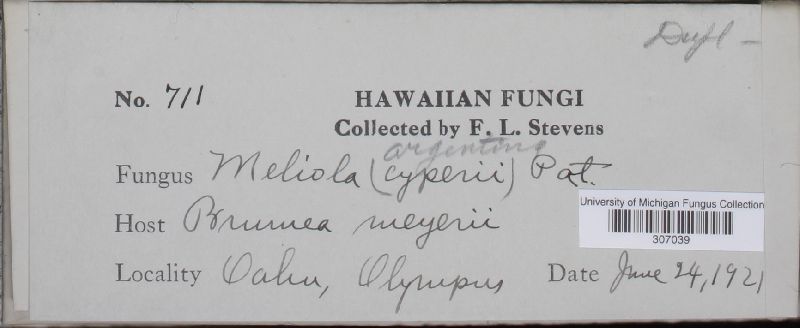 Dupl -
No. 711 HAWAIIAN FUNGI
Collected by F. L. Stevens
argentina
Fungus Meliola (cyperii) Pat.
University of Michigan Fungus Collection
307039
Host Brumea meyerii
Locality Oahu, Olympus Date June 24, 1921